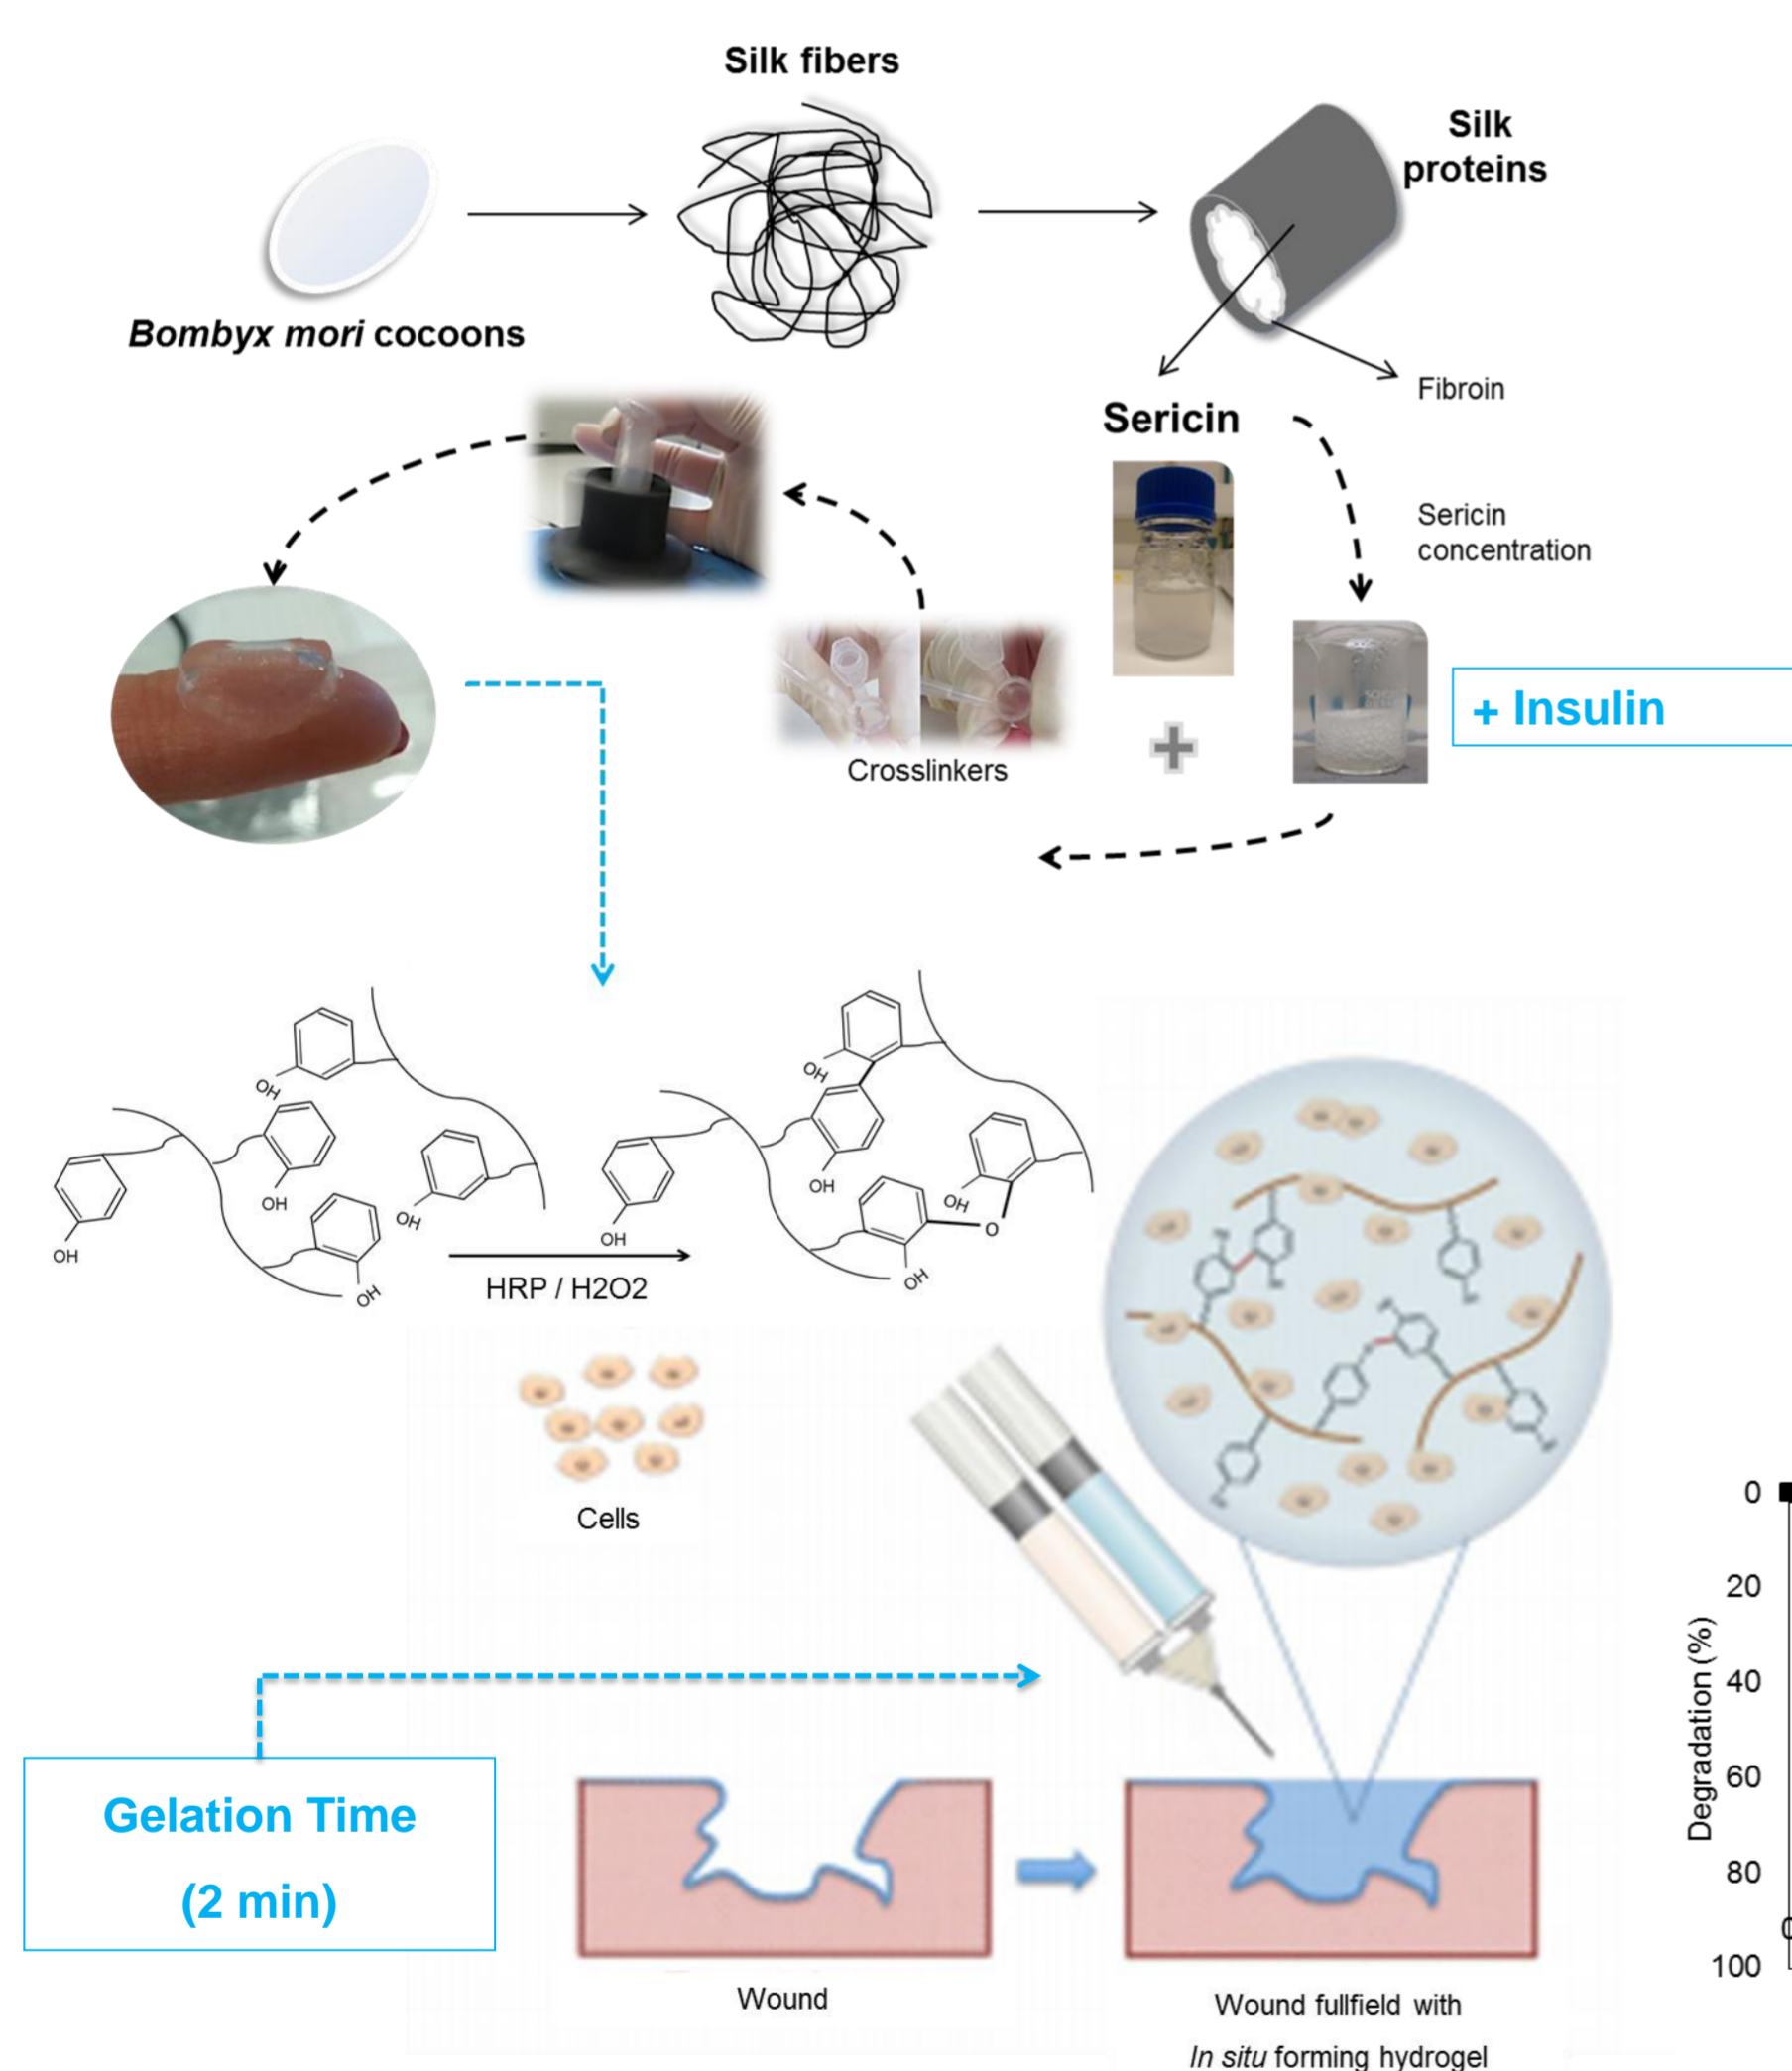 Silk fibers
Silk
proteins
Bombyx mori cocoons
Fibroin
Sericin
Sericin
concentration
+ Insulin
Crosslinkers
OH
OH
OH
OH
OH
HRP / H2O2
OH
OH
OH
OH
O
OH
Cells
Gelation Time
(2 min)
Wound
Wound fullfield with
In situ forming hydrogel
Degradation (%)
0
20
40
60
80
100